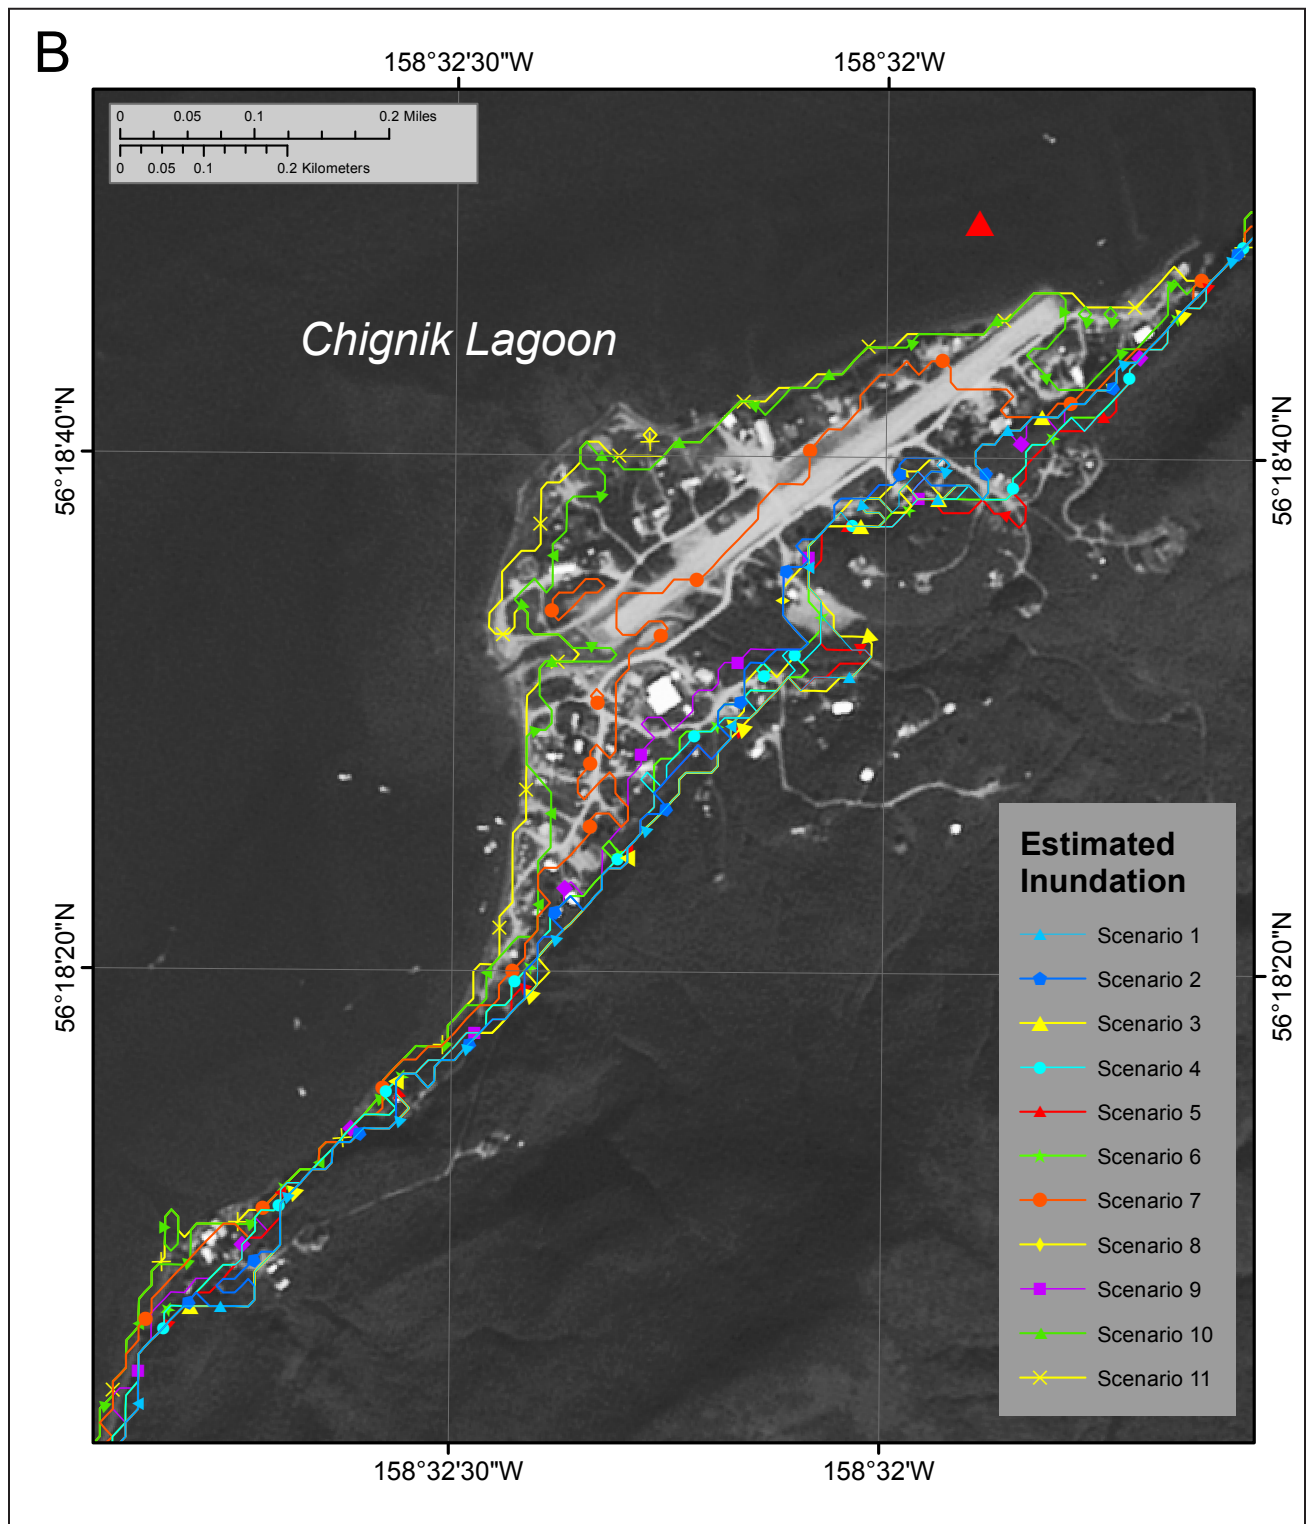 B
158°32'30"W
158°32'W
0
0.05
0.1
0.2 Miles
0
0.05
0.1
0.2 Kilometers
Chignik Lagoon
56°18'40"N
56°18'40"N
56°18'20"N
56°18'20"N
Estimated
Inundation
Scenario 1
Scenario 2
Scenario 3
Scenario 4
Scenario 5
Scenario 6
Scenario 7
Scenario 8
Scenario 9
Scenario 10
Scenario 11
158°32'30"W
158°32'W